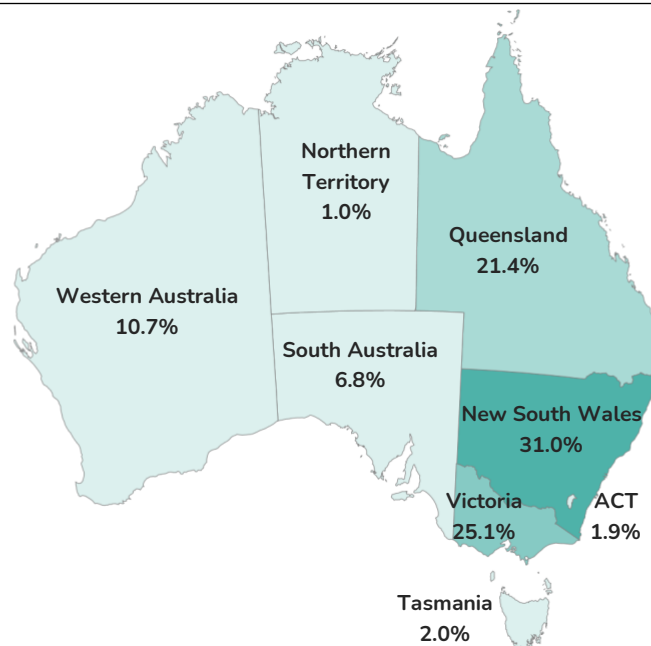 Northern
Territory
1.0%
Queensland
21.4%
Western Australia
10.7%
South Australia
6.8%
New South Wales
31.0%
Victoria
25.1%
ACT
1.9%
Tasmania
2.0%